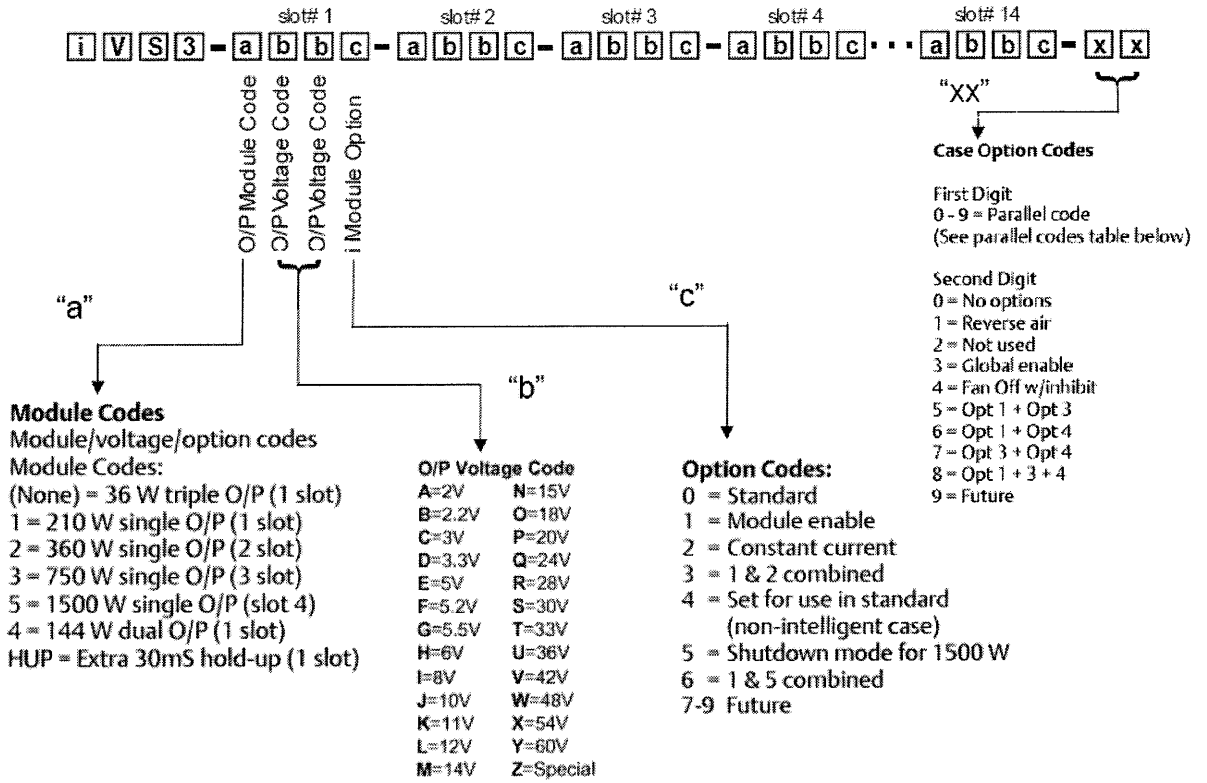 slot# 1 slot# 2 slot# 3 slot# 4 slot# 14
i V S 3 - a b b c - a b b c - a b b c - a b b c · · · a b b c - x x
O/P Module Code
O/P Voltage Code
O/P Voltage Code
i Module Option
"a"
"b"
"c"
"XX"
Module Codes
Module/voltage/option codes
Module Codes:
(None) = 36 W triple O/P (1 slot)
1 = 210 W single O/P (1 slot)
2 = 360 W single O/P (2 slot)
3 = 750 W single O/P (3 slot)
5 = 1500 W single O/P (slot 4)
4 = 144 W dual O/P (1 slot)
HUP = Extra 30mS hold-up (1 slot)
O/P Voltage Code
A=2V N=15V
B=2.2V O=18V
C=3V P=20V
D=3.3V Q=24V
E=5V R=28V
F=5.2V S=30V
G=5.5V T=33V
H=6V U=36V
I=8V V=42V
J=10V W=48V
K=11V X=54V
L=12V Y=60V
M=14V Z=Special
Option Codes:
0 = Standard
1 = Module enable
2 = Constant current
3 = 1 & 2 combined
4 = Set for use in standard
(non-intelligent case)
5 = Shutdown mode for 1500 W
6 = 1 & 5 combined
7-9 Future
Case Option Codes
First Digit
0 - 9 = Parallel code
(See parallel codes table below)
Second Digit
0 = No options
1 = Reverse air
2 = Not used
3 = Global enable
4 = Fan Off w/inhibit
5 = Opt 1 + Opt 3
6 = Opt 1 + Opt 4
7 = Opt 3 + Opt 4
8 = Opt 1 + 3 + 4
9 = Future